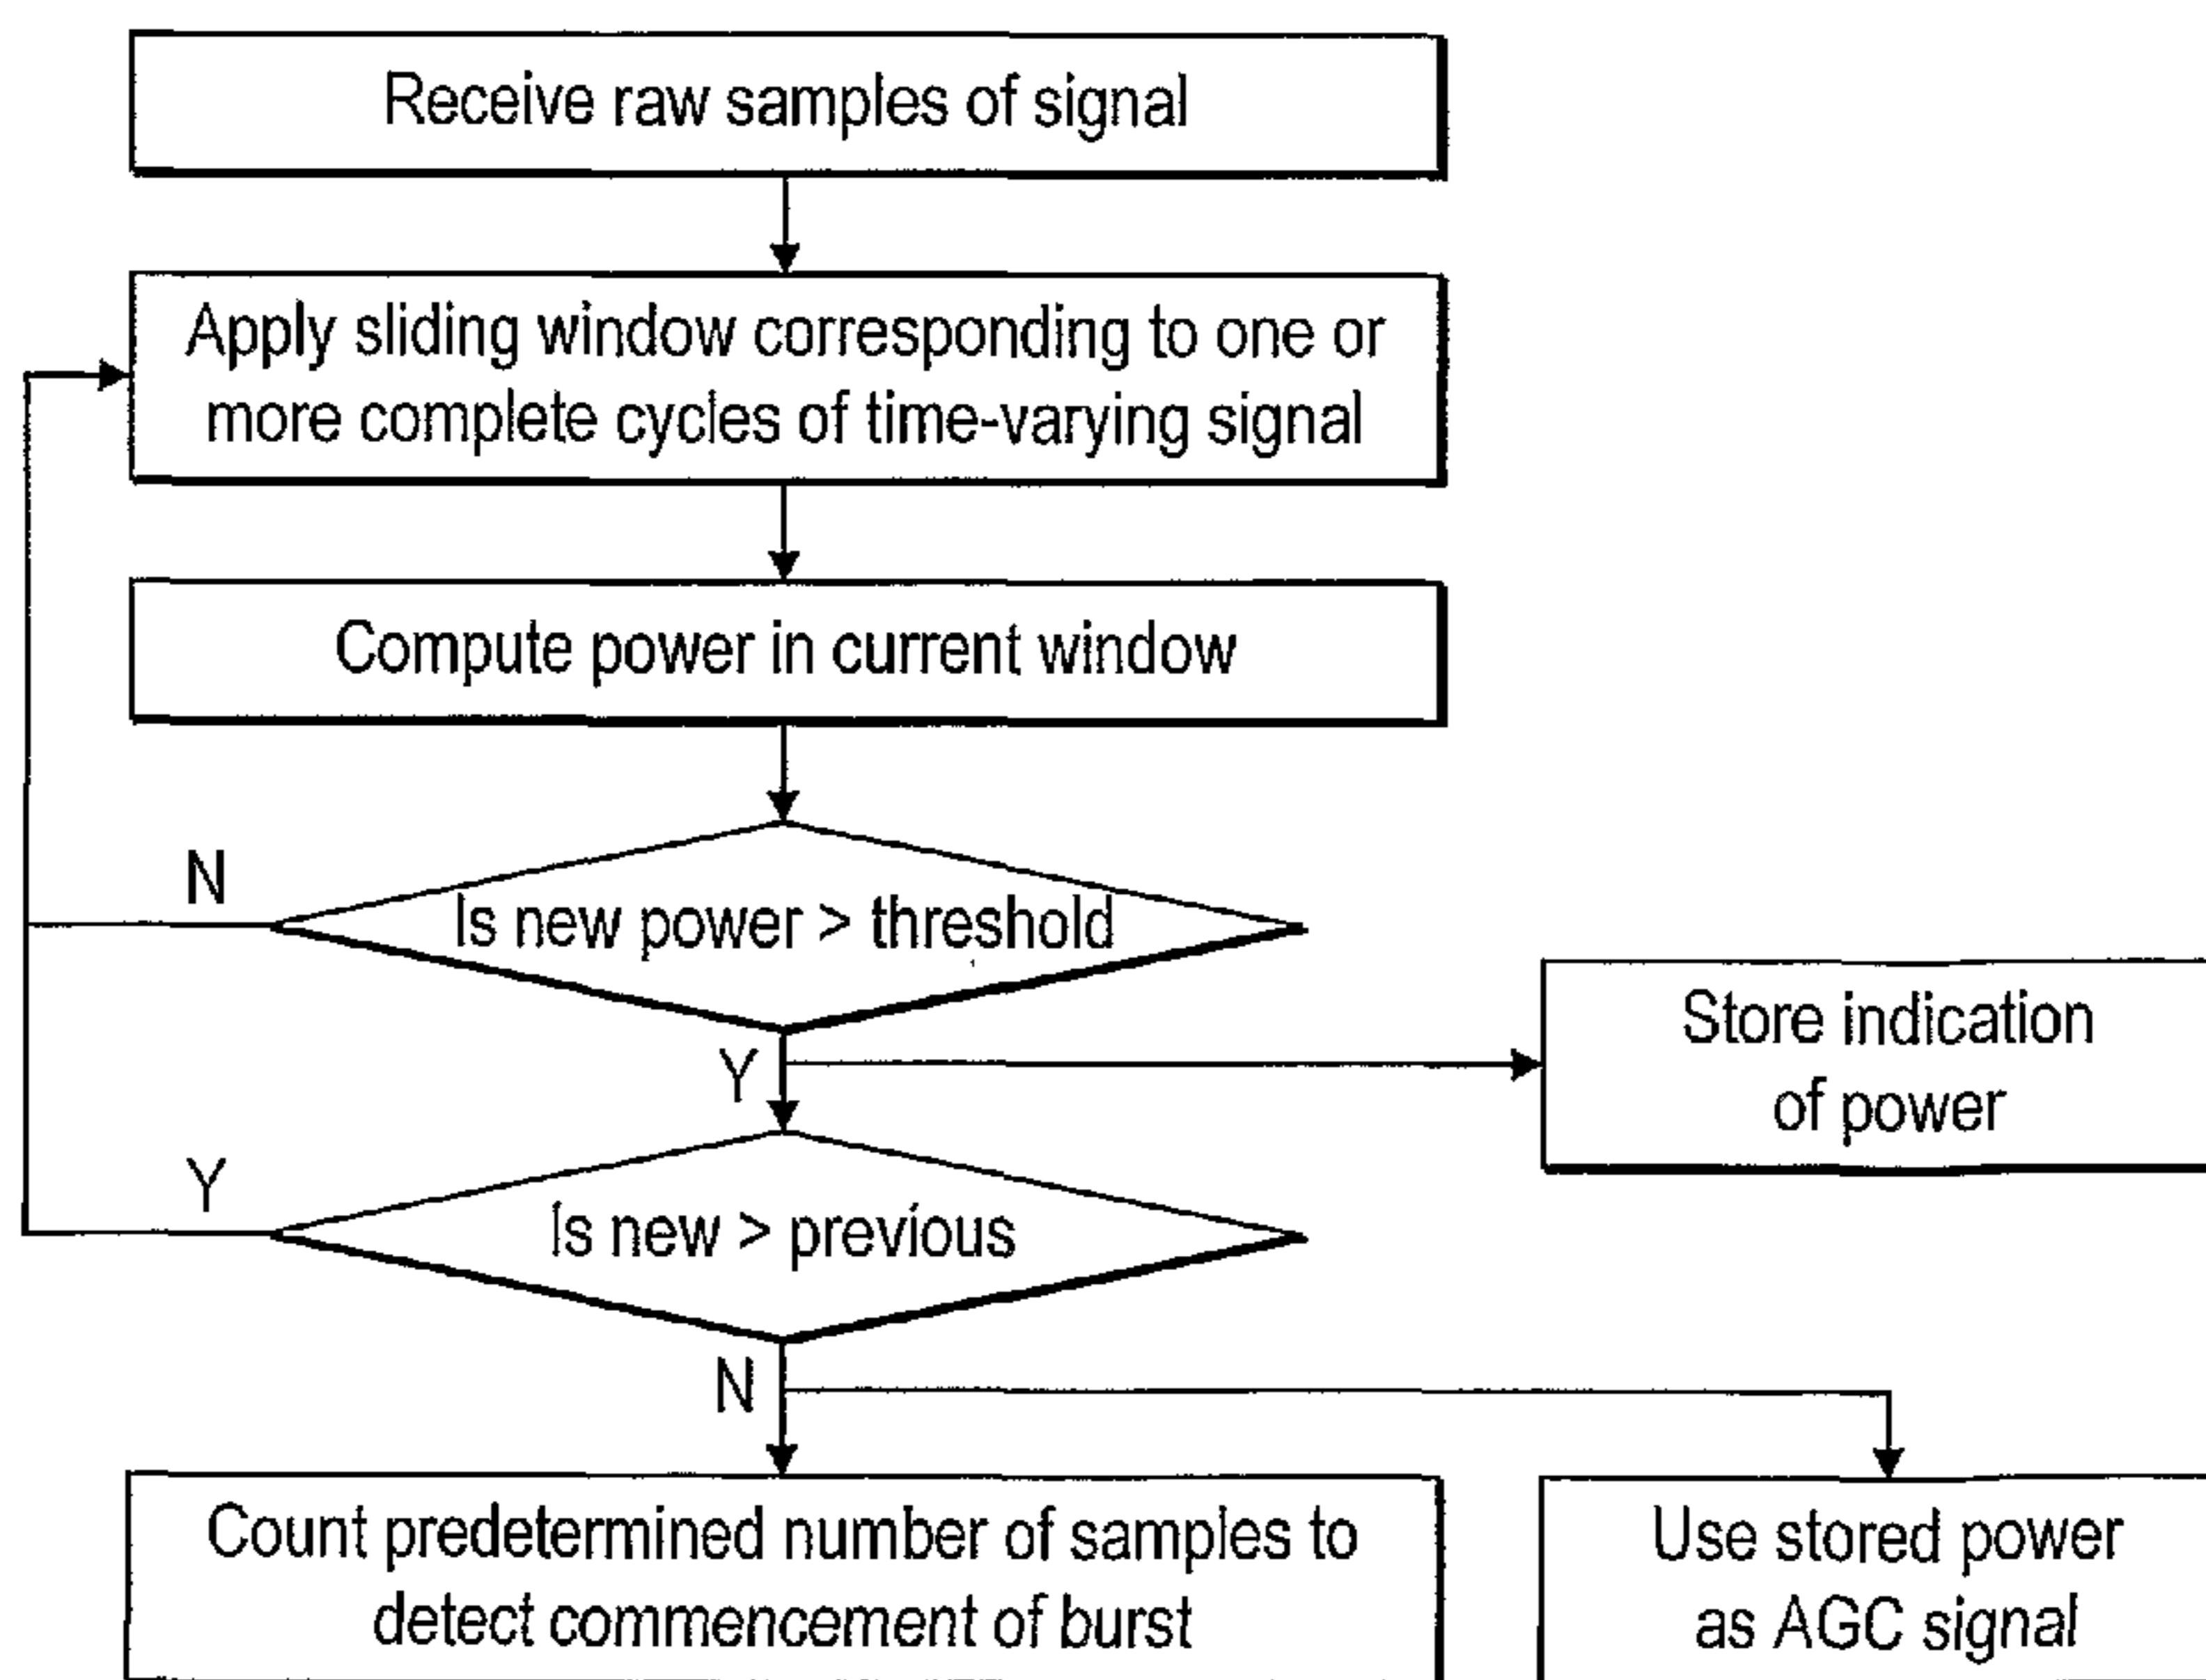 Receive raw samples of signal
Apply sliding window corresponding to one or
more complete cycles of time-varying signal
Compute power in current window
N
Is new power > threshold
Y
Store indication
of power
Y
Is new > previous
N
Count predetermined number of samples to
detect commencement of burst
Use stored power
as AGC signal